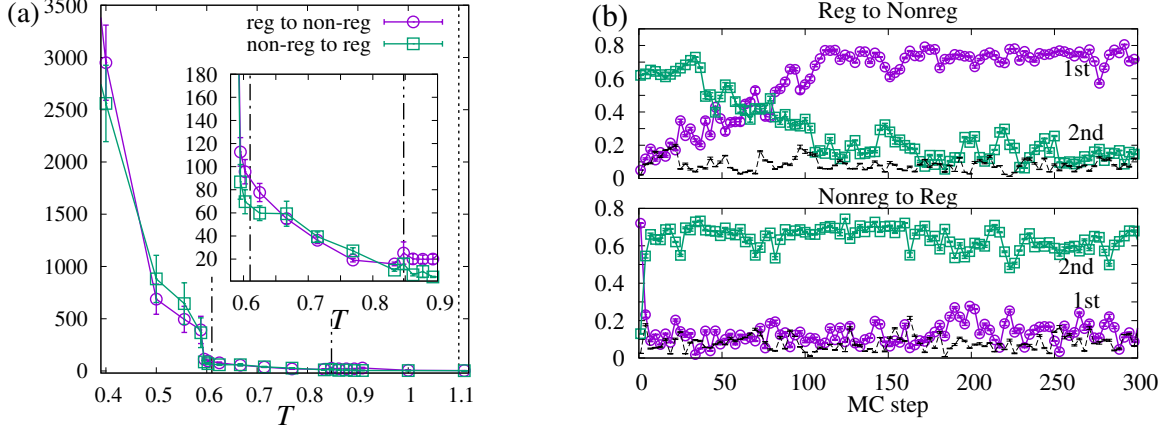 (a)
3500
3000
2500
2000
1500
1000
500
0
0.4 0.5 0.6 0.7 0.8 0.9 1 1.1
T
reg to non-reg
non-reg to reg
180
160
140
120
100
80
60
40
20
0.6 0.7 0.8 0.9
T
(b)
Reg to Nonreg
0.8
0.6
0.4
0.2
0
1st
2nd
Nonreg to Reg
0.8
0.6
0.4
0.2
0
2nd
1st
0 50 100 150 200 250 300
MC step